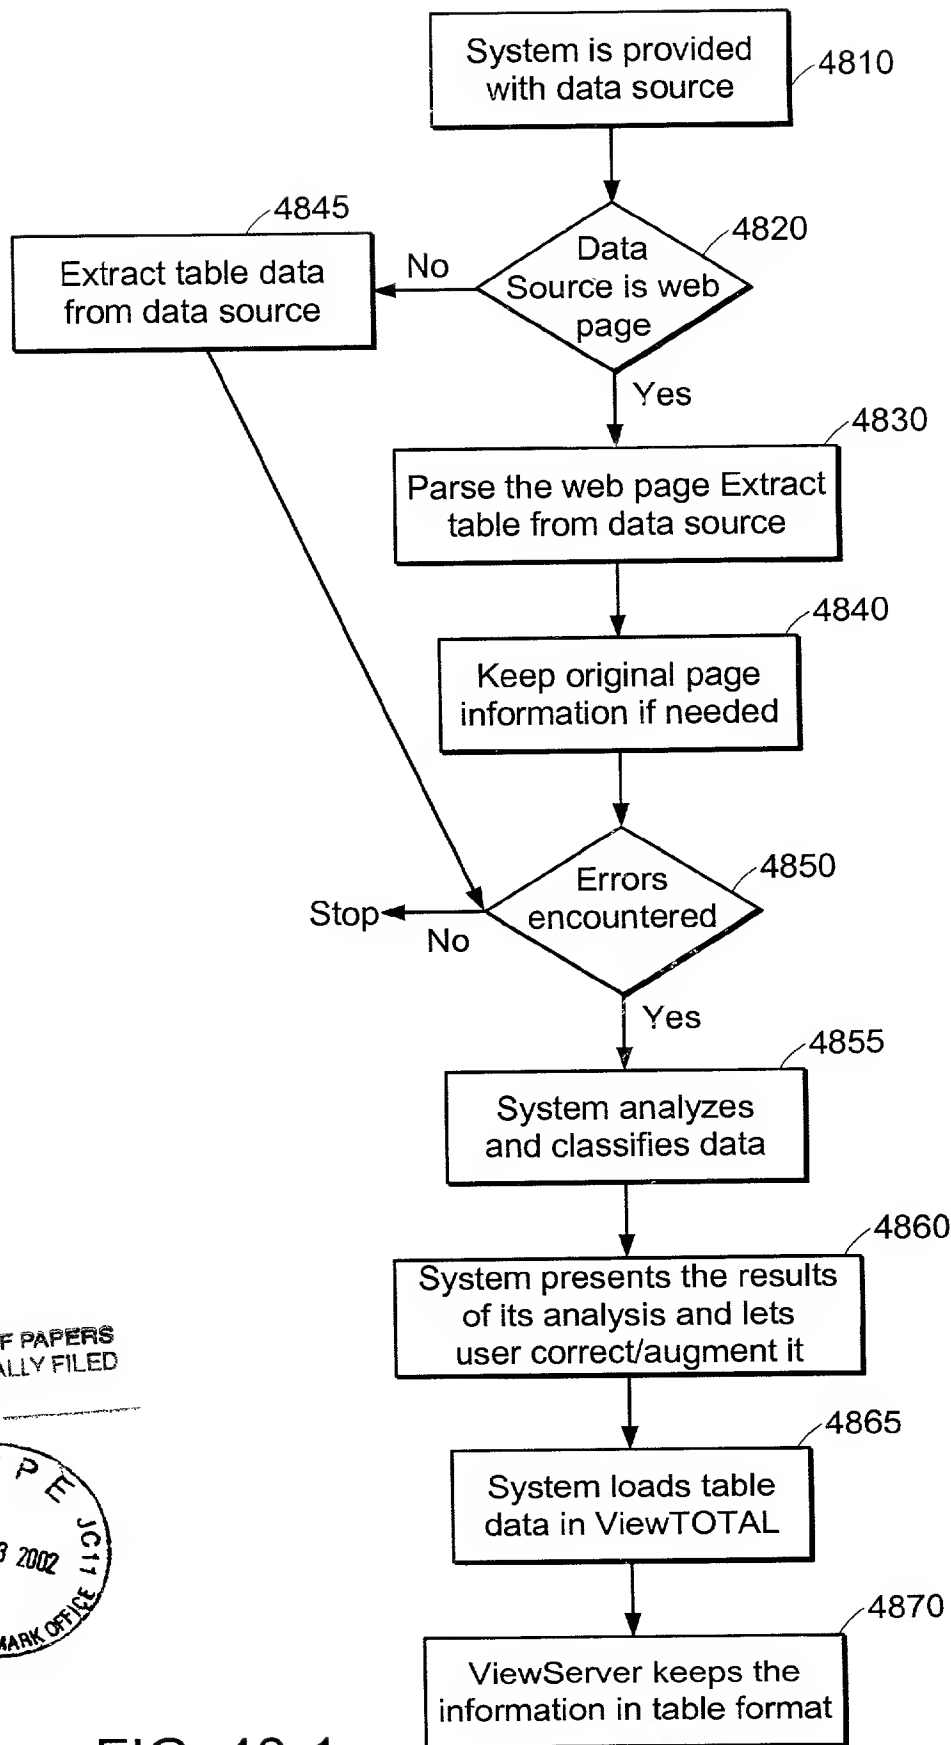 System is provided
with data source
4810
4845
Extract table data
from data source
No
Data
Source is web
page
4820
Yes
4830
Parse the web page Extract
table from data source
4840
Keep original page
information if needed
4850
Errors
encountered
Stop
No
Yes
4855
System analyzes
and classifies data
4860
System presents the results
of its analysis and lets
user correct/augment it
F PAPERS
ALLY FILED
4865
System loads table
data in ViewTOTAL
P E JC11
3 2002
MARK OFFICE
4870
ViewServer keeps the
information in table format